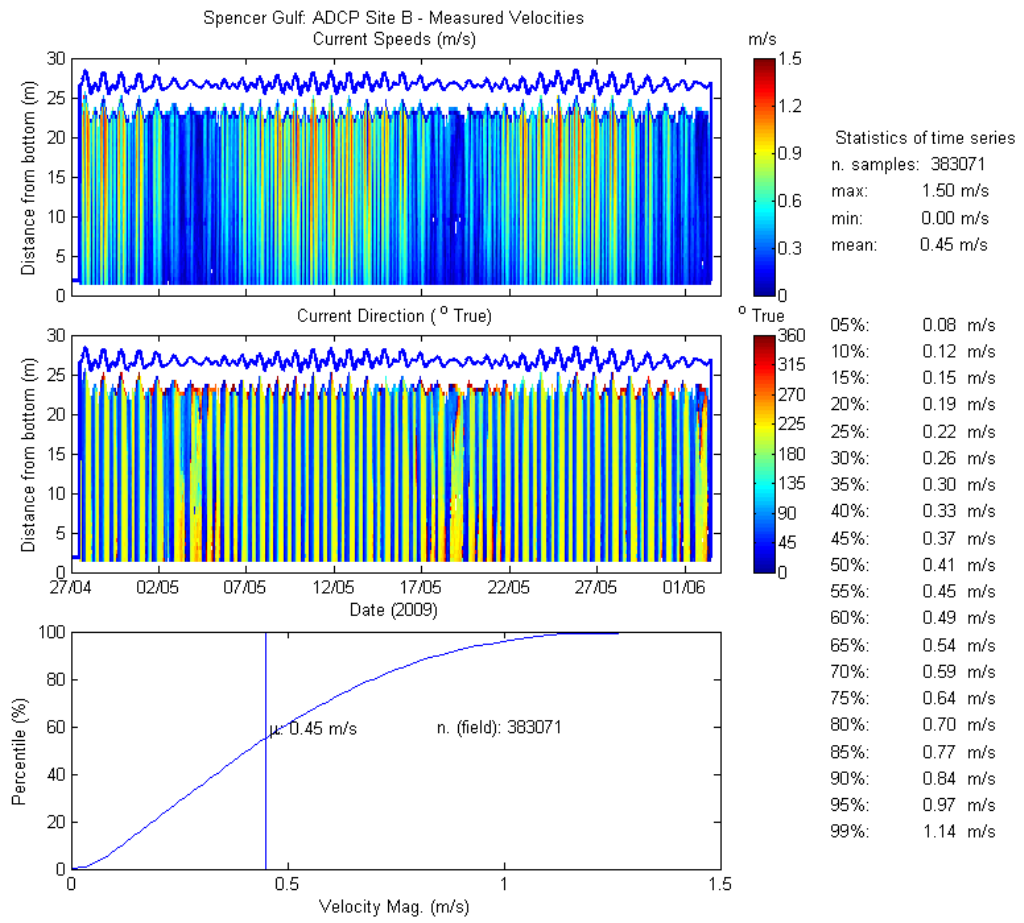 Spencer Gulf: ADCP Site B - Measured Velocities
Current Speeds (m/s)
m/s
Distance from bottom (m)
30
25
20
15
10
5
0
1.5
1.2
0.9
0.6
0.3
0
Statistics of time series
n. samples: 383071
max: 1.50 m/s
min: 0.00 m/s
mean: 0.45 m/s
Current Direction ( ° True)
° True
Distance from bottom (m)
30
25
20
15
10
5
0
360
315
270
225
180
135
90
45
0
27/04 02/05 07/05 12/05 17/05 22/05 27/05 01/06
Date (2009)
05%: 0.08 m/s
10%: 0.12 m/s
15%: 0.15 m/s
20%: 0.19 m/s
25%: 0.22 m/s
30%: 0.26 m/s
35%: 0.30 m/s
40%: 0.33 m/s
45%: 0.37 m/s
50%: 0.41 m/s
55%: 0.45 m/s
60%: 0.49 m/s
65%: 0.54 m/s
70%: 0.59 m/s
75%: 0.64 m/s
80%: 0.70 m/s
85%: 0.77 m/s
90%: 0.84 m/s
95%: 0.97 m/s
99%: 1.14 m/s
Percentile (%)
100
80
60
40
20
0
μ: 0.45 m/s n. (field): 383071
0 0.5 1 1.5
Velocity Mag. (m/s)